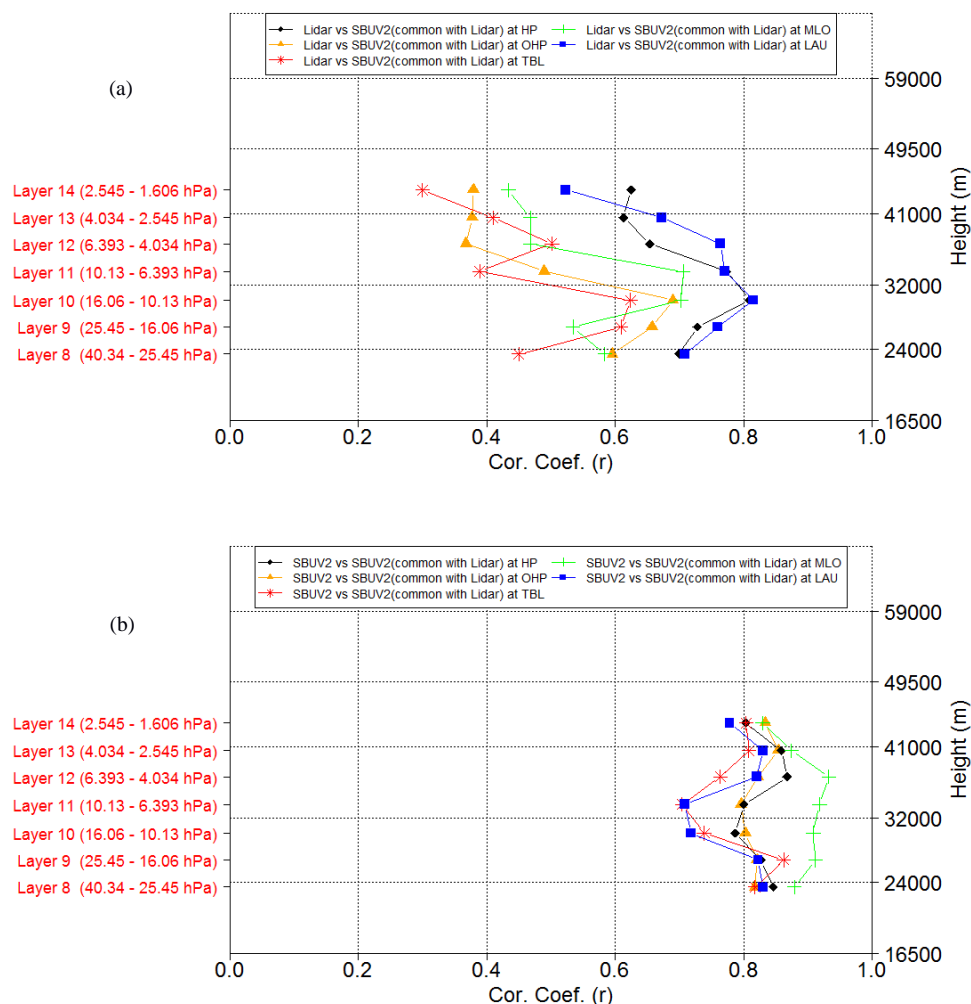 Lidar vs SBUV2(common with Lidar) at HP
Lidar vs SBUV2(common with Lidar) at MLO
Lidar vs SBUV2(common with Lidar) at OHP
Lidar vs SBUV2(common with Lidar) at LAU
Lidar vs SBUV2(common with Lidar) at TBL
(a)
59000
49500
Layer 14 (2.545 - 1.606 hPa)
Layer 13 (4.034 - 2.545 hPa)
41000
Layer 12 (6.393 - 4.034 hPa)
Layer 11 (10.13 - 6.393 hPa)
32000
Layer 10 (16.06 - 10.13 hPa)
Layer 9 (25.45 - 16.06 hPa)
Layer 8 (40.34 - 25.45 hPa)
24000
16500
Height (m)
0.0 0.2 0.4 0.6 0.8 1.0
Cor. Coef. (r)
SBUV2 vs SBUV2(common with Lidar) at HP
SBUV2 vs SBUV2(common with Lidar) at MLO
SBUV2 vs SBUV2(common with Lidar) at OHP
SBUV2 vs SBUV2(common with Lidar) at LAU
SBUV2 vs SBUV2(common with Lidar) at TBL
(b)
59000
49500
Layer 14 (2.545 - 1.606 hPa)
Layer 13 (4.034 - 2.545 hPa)
41000
Layer 12 (6.393 - 4.034 hPa)
Layer 11 (10.13 - 6.393 hPa)
32000
Layer 10 (16.06 - 10.13 hPa)
Layer 9 (25.45 - 16.06 hPa)
Layer 8 (40.34 - 25.45 hPa)
24000
16500
Height (m)
0.0 0.2 0.4 0.6 0.8 1.0
Cor. Coef. (r)